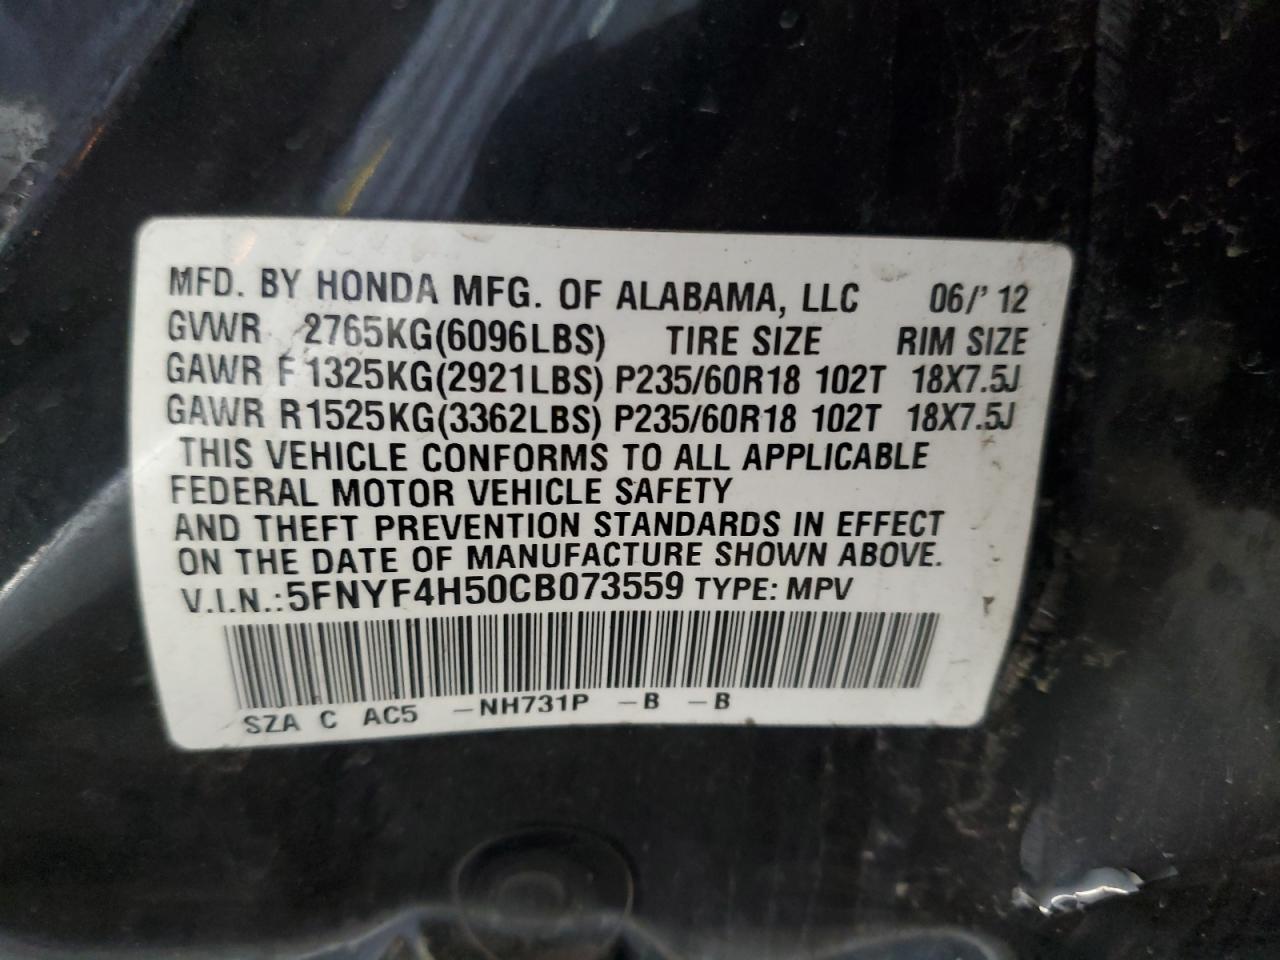 MFD. BY HONDA MFG. OF ALABAMA, LLC 06/' 12
GVWR 2765KG(6096LBS) TIRE SIZE RIM SIZE
GAWR F 1325KG(2921LBS) P235/60R18 102T 18X7.5J
GAWR R1525KG(3362LBS) P235/60R18 102T 18X7.5J
THIS VEHICLE CONFORMS TO ALL APPLICABLE
FEDERAL MOTOR VEHICLE SAFETY
AND THEFT PREVENTION STANDARDS IN EFFECT
ON THE DATE OF MANUFACTURE SHOWN ABOVE.
V.I.N.:5FNYF4H50CB073559 TYPE: MPV
SZA C AC5 -NH731P -B -B